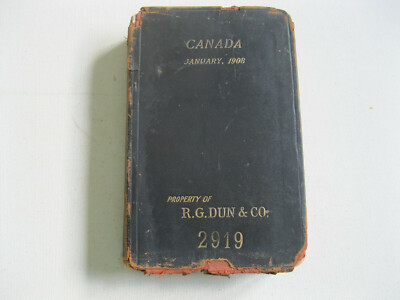 CANADA
JANUARY, 1908
PROPERTY OF
R.G. DUN & CO.
2919